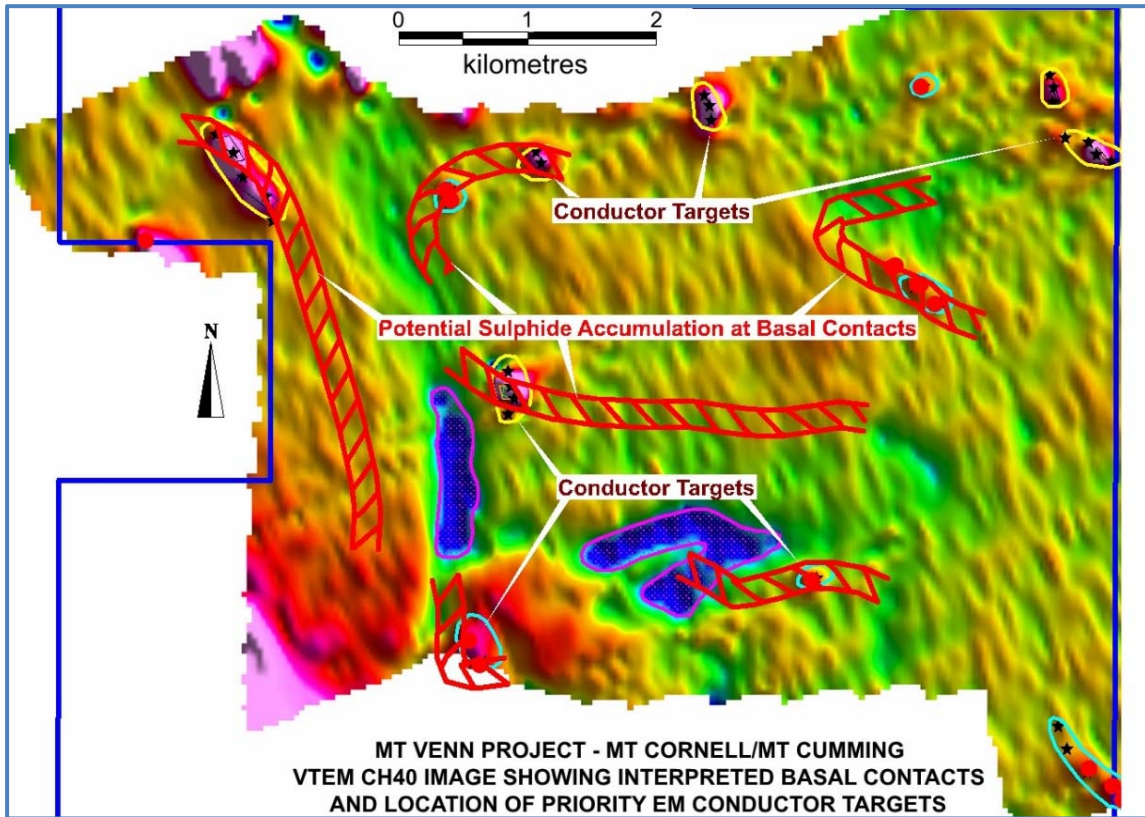 0 1 2
kilometres
Conductor Targets
Potential Sulphide Accumulation at Basal Contacts
N
Conductor Targets
MT VENN PROJECT - MT CORNELL/MT CUMMING
VTEM CH40 IMAGE SHOWING INTERPRETED BASAL CONTACTS
AND LOCATION OF PRIORITY EM CONDUCTOR TARGETS